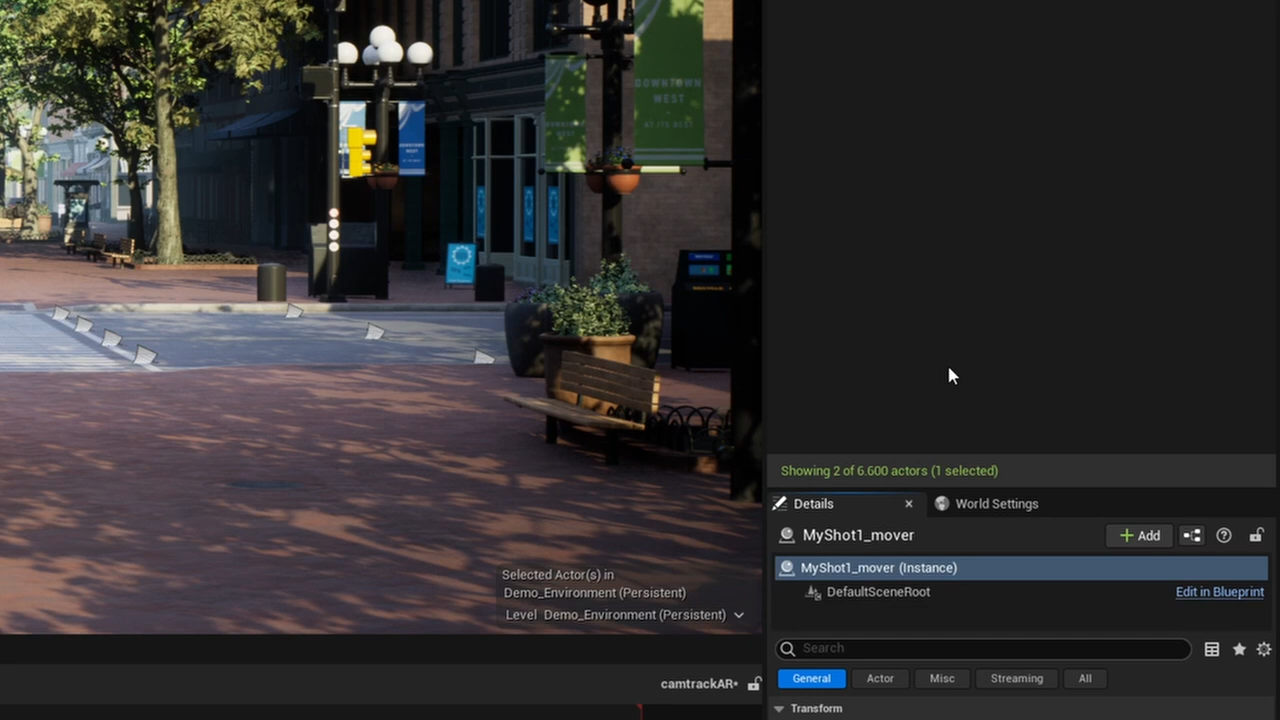 DOWNTOWN
WEST
Showing 2 of 6.600 actors (1 selected)
Details
World Settings
MyShot1_mover
Add
MyShot1_mover (Instance)
DefaultSceneRoot
Edit in Blueprint
Search
General
Actor
Misc
Streaming
All
Transform
Selected Actor(s) in
Demo_Environment (Persistent)
Level Demo_Environment (Persistent)
camtrackAR•